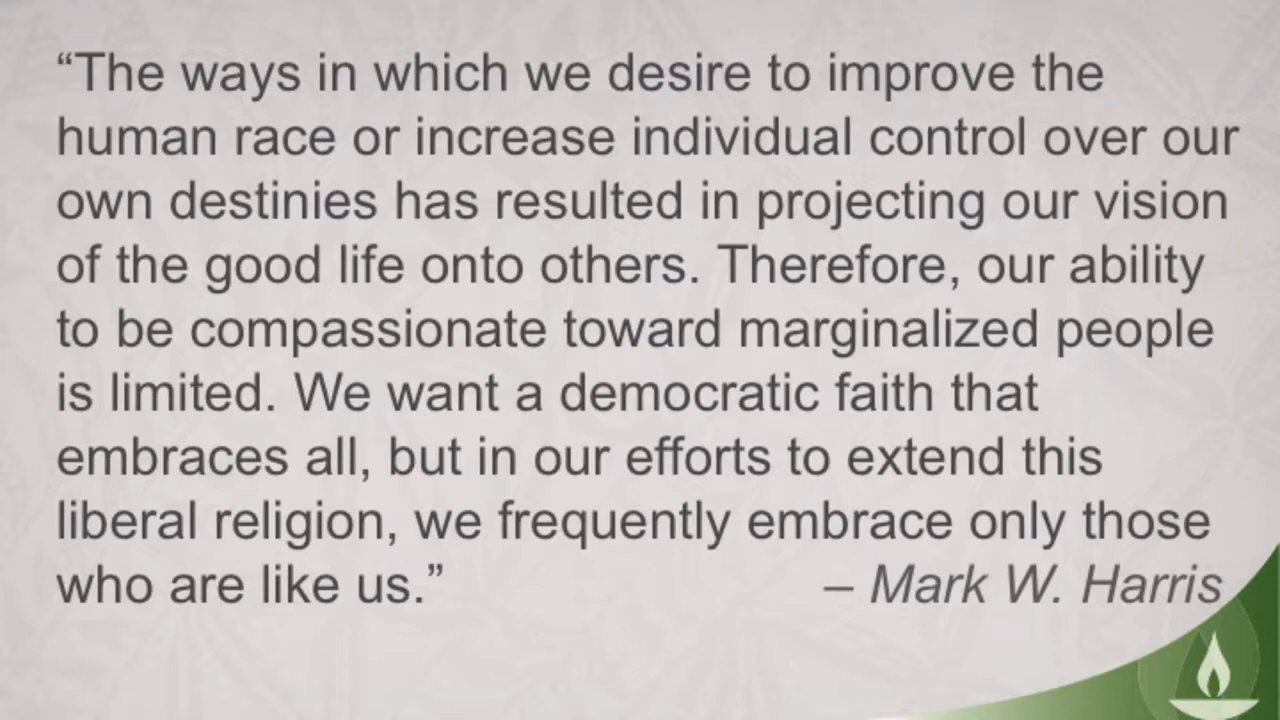 “The ways in which we desire to improve the
human race or increase individual control over our
own destinies has resulted in projecting our vision
of the good life onto others. Therefore, our ability
to be compassionate toward marginalized people
is limited. We want a democratic faith that
embraces all, but in our efforts to extend this
liberal religion, we frequently embrace only those
who are like us.” – Mark W. Harris